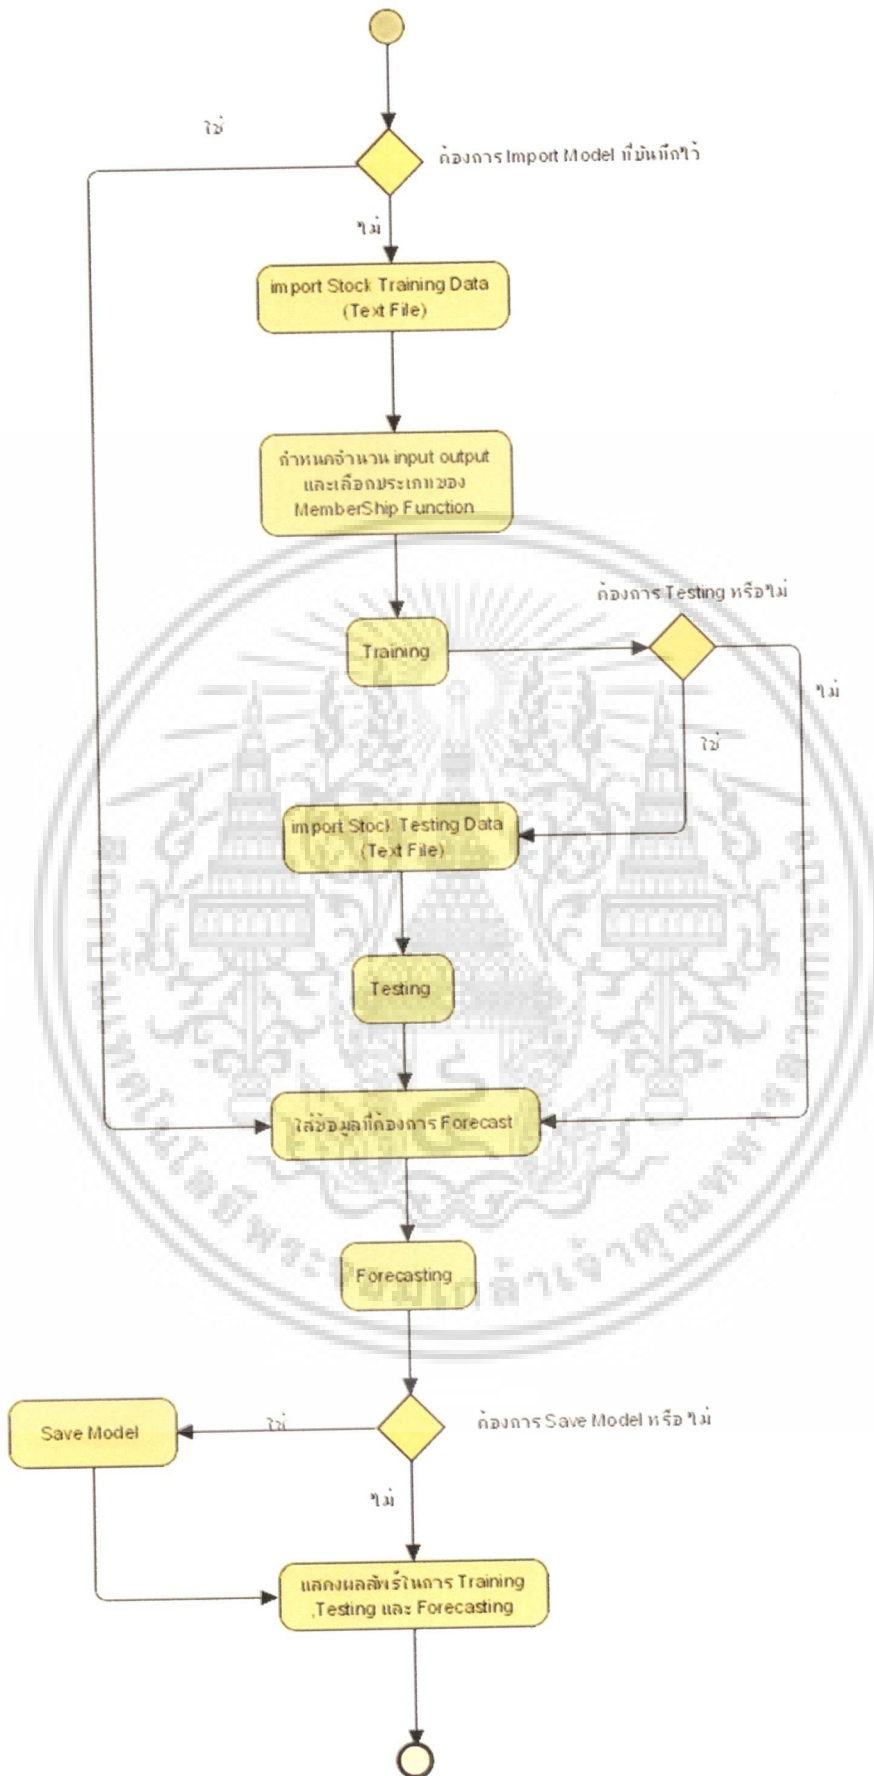 ใช่
ต้องการ Import Model ที่บันทึกไว้
ไม่
import Stock Training Data
(Text File)
กำหนดจำนวน input output
และเลือกประเภทของ
MemberShip Function
ต้องการ Testing หรือไม่
Training
ไม่
ใช่
import Stock Testing Data
(Text File)
Testing
ใส่ข้อมูลที่ต้องการ Forecast
Forecasting
ต้องการ Save Model หรือไม่
ใช่
Save Model
ไม่
แสดงผลลัพธ์ในการ Training
,Testing และ Forecasting